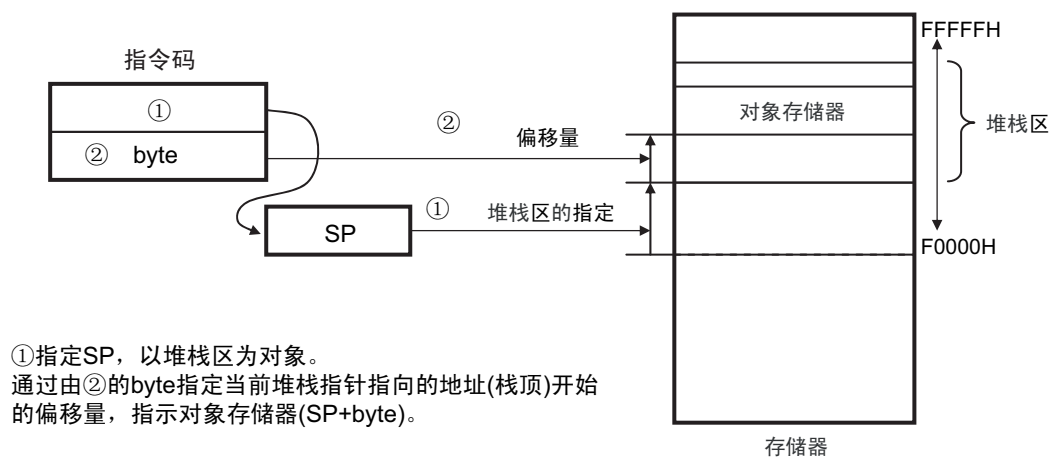 FFFFFH
指令码
①
② byte
②
偏移量
对象存储器
堆栈区
SP
①
堆栈区的指定
F0000H
①指定SP，以堆栈区为对象。
通过由②的byte指定当前堆栈指针指向的地址(栈顶)开始
的偏移量，指示对象存储器(SP+byte)。
存储器